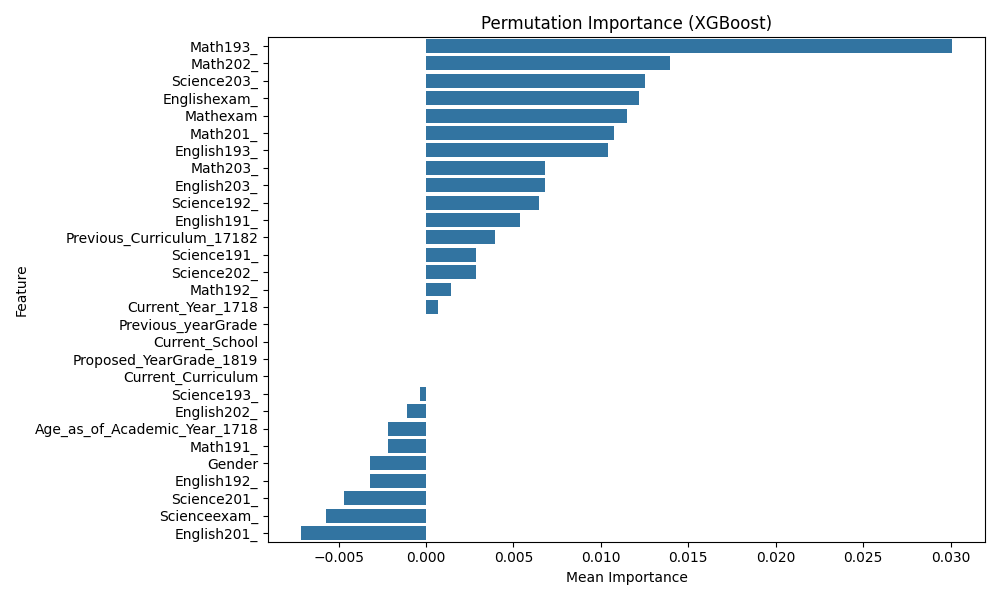 Permutation Importance (XGBoost)
Math193_
Math202_
Science203_
Englishexam_
Mathexam
Math201_
English193_
Math203_
English203_
Science192_
English191_
Previous_Curriculum_17182
Science191_
Science202_
Math192_
Current_Year_1718
Previous_yearGrade
Current_School
Proposed_YearGrade_1819
Current_Curriculum
Science193_
English202_
Age_as_of_Academic_Year_1718
Math191_
Gender
English192_
Science201_
Scienceexam_
English201_
Feature
−0.005 0.000 0.005 0.010 0.015 0.020 0.025 0.030
Mean Importance